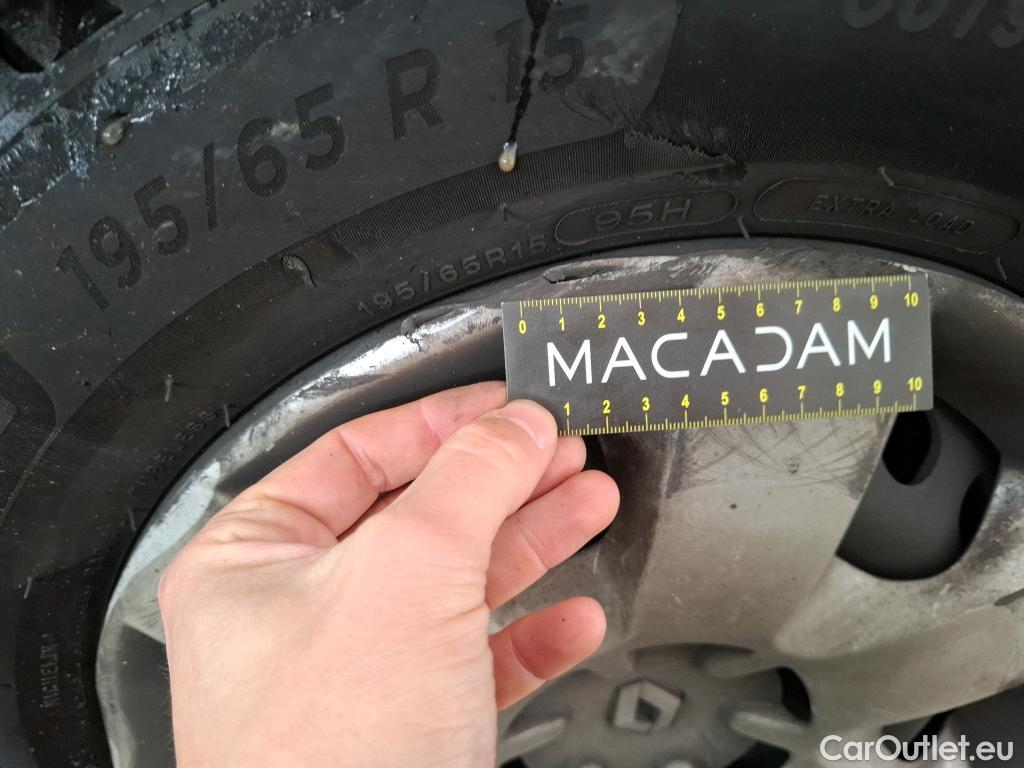 195/65 R 15
195/65R15 95H EXTRA LOAD
0 1 2 3 4 5 6 7 8 9 10
MACADAM
1 2 3 4 5 6 7 8 9 10
MICHELIN
CarOutlet.eu